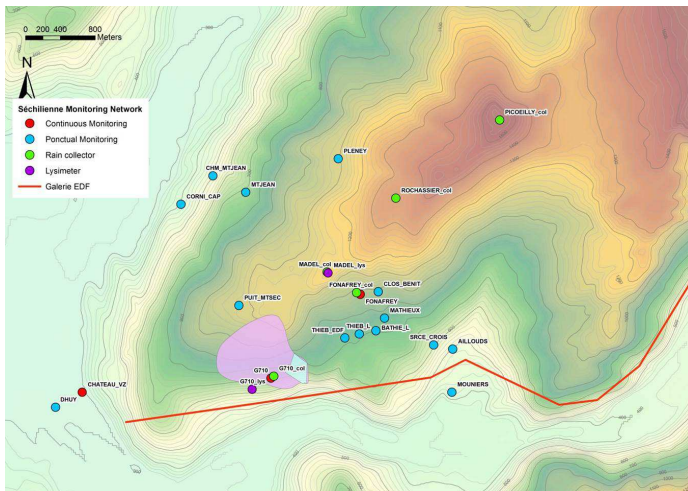 0 200 400 800
Meters
N
Séchilienne Monitoring Network
Continuous Monitoring
Ponctual Monitoring
Rain collector
Lysimeter
Galerie EDF
PICOEILLY_col
PLENEY
CHM_MTJEAN
MTJEAN
ROCHASSIER_col
CORNI_CAP
MADEL_col
MADEL_lys
FONAFREY_col
CLOS_BENIT
FONAFREY
PUIT_MTSEC
MATHIEUX
THIEB_EDF
THIEB_L
BATHIE_L
SRCE_CROIS
AILLOUDS
G710
G710_col
G710_lys
CHATEAU_VZ
MOUNIERS
DHUY